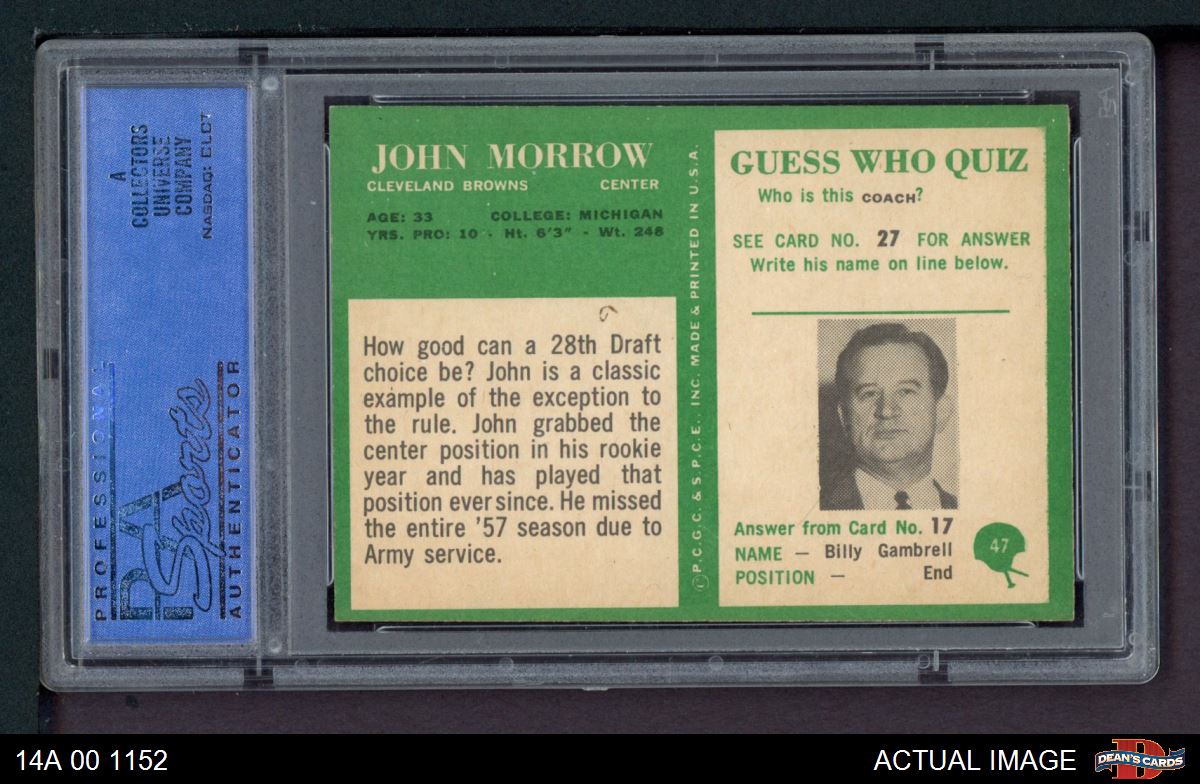 A
COLLECTORS
UNIVERSE
COMPANY
NASDAQ: CLCT
PROFESSIONAL
PSA
Sports
AUTHENTICATOR
JOHN MORROW
CLEVELAND BROWNS CENTER
AGE: 33 COLLEGE: MICHIGAN
YRS. PRO: 10 - Ht. 6'3" - Wt. 248
How good can a 28th Draft
choice be? John is a classic
example of the exception to
the rule. John grabbed the
center position in his rookie
year and has played that
position ever since. He missed
the entire '57 season due to
Army service.
©P.C.G.C. & S.P.C.E., INC. MADE & PRINTED IN U.S.A.
GUESS WHO QUIZ
Who is this COACH?
SEE CARD NO. 27 FOR ANSWER
Write his name on line below.
Answer from Card No. 17
NAME — Billy Gambrell
POSITION — End
47
14A 00 1152
ACTUAL IMAGE
D
DEAN'S CARDS